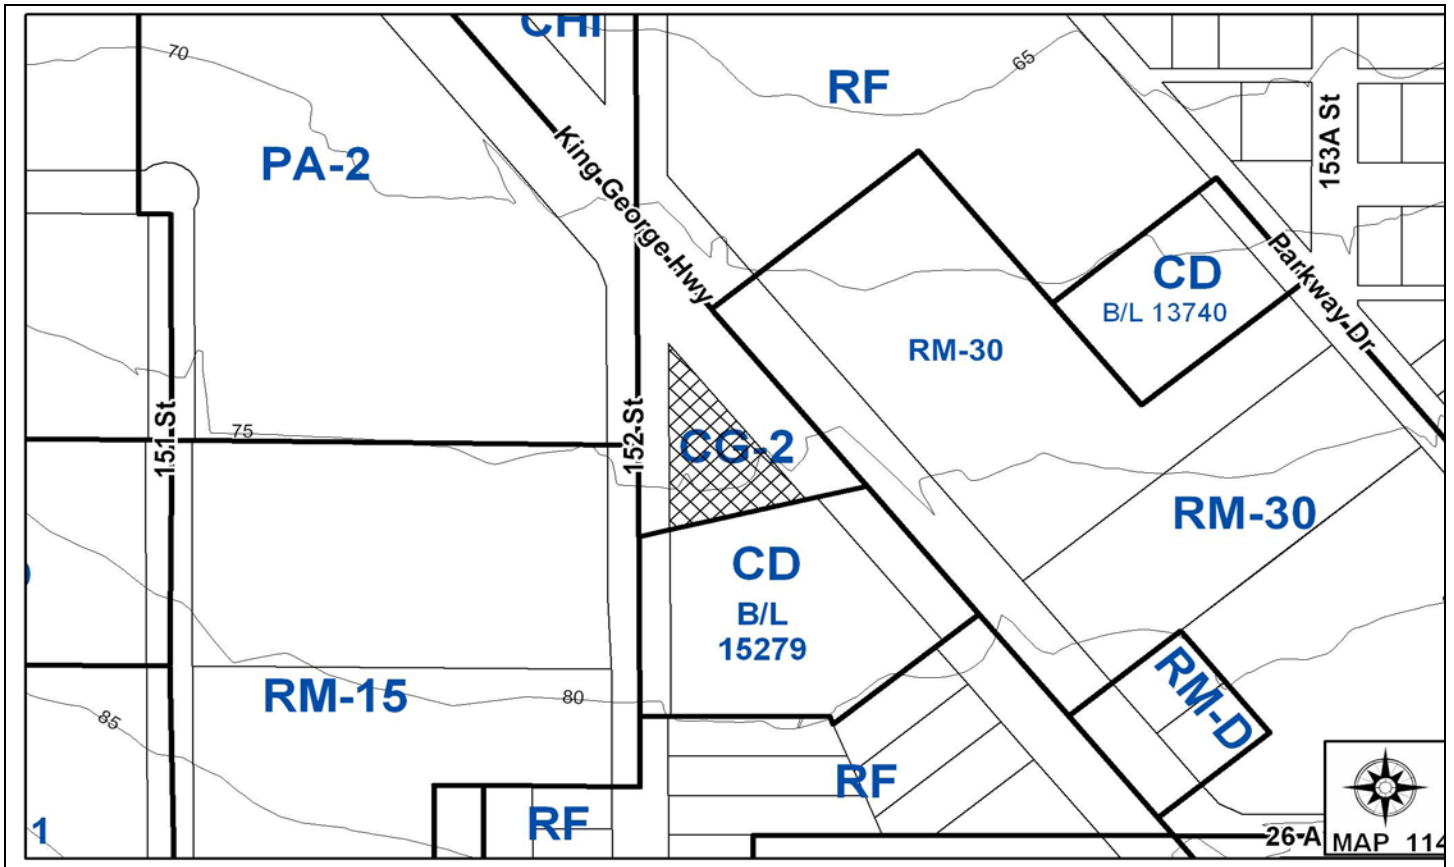 CHI
70
65
RF
153A St
PA-2
King George Hwy
CD
B/L 13740
Parkway Dr
RM-30
151 St
75
152 St
CG-2
RM-30
CD
B/L
15279
RM-15
80
85
RM-D
RF
RF
1
26 A
MAP 114